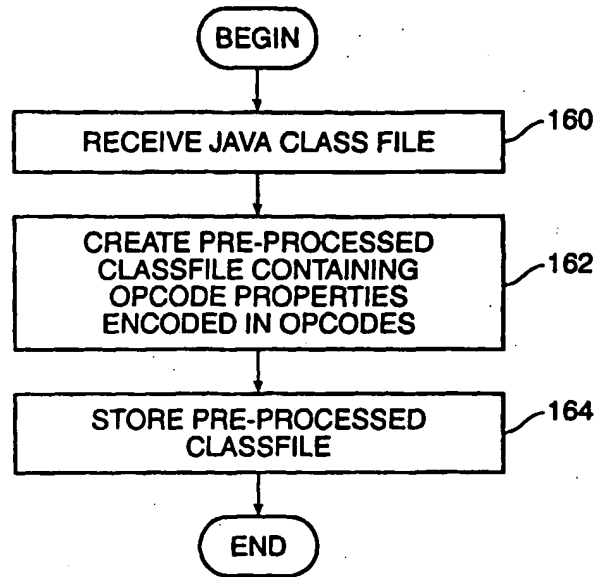 BEGIN
RECEIVE JAVA CLASS FILE
160
CREATE PRE-PROCESSED
CLASSFILE CONTAINING
OPCODE PROPERTIES
ENCODED IN OPCODES
162
STORE PRE-PROCESSED
CLASSFILE
164
END